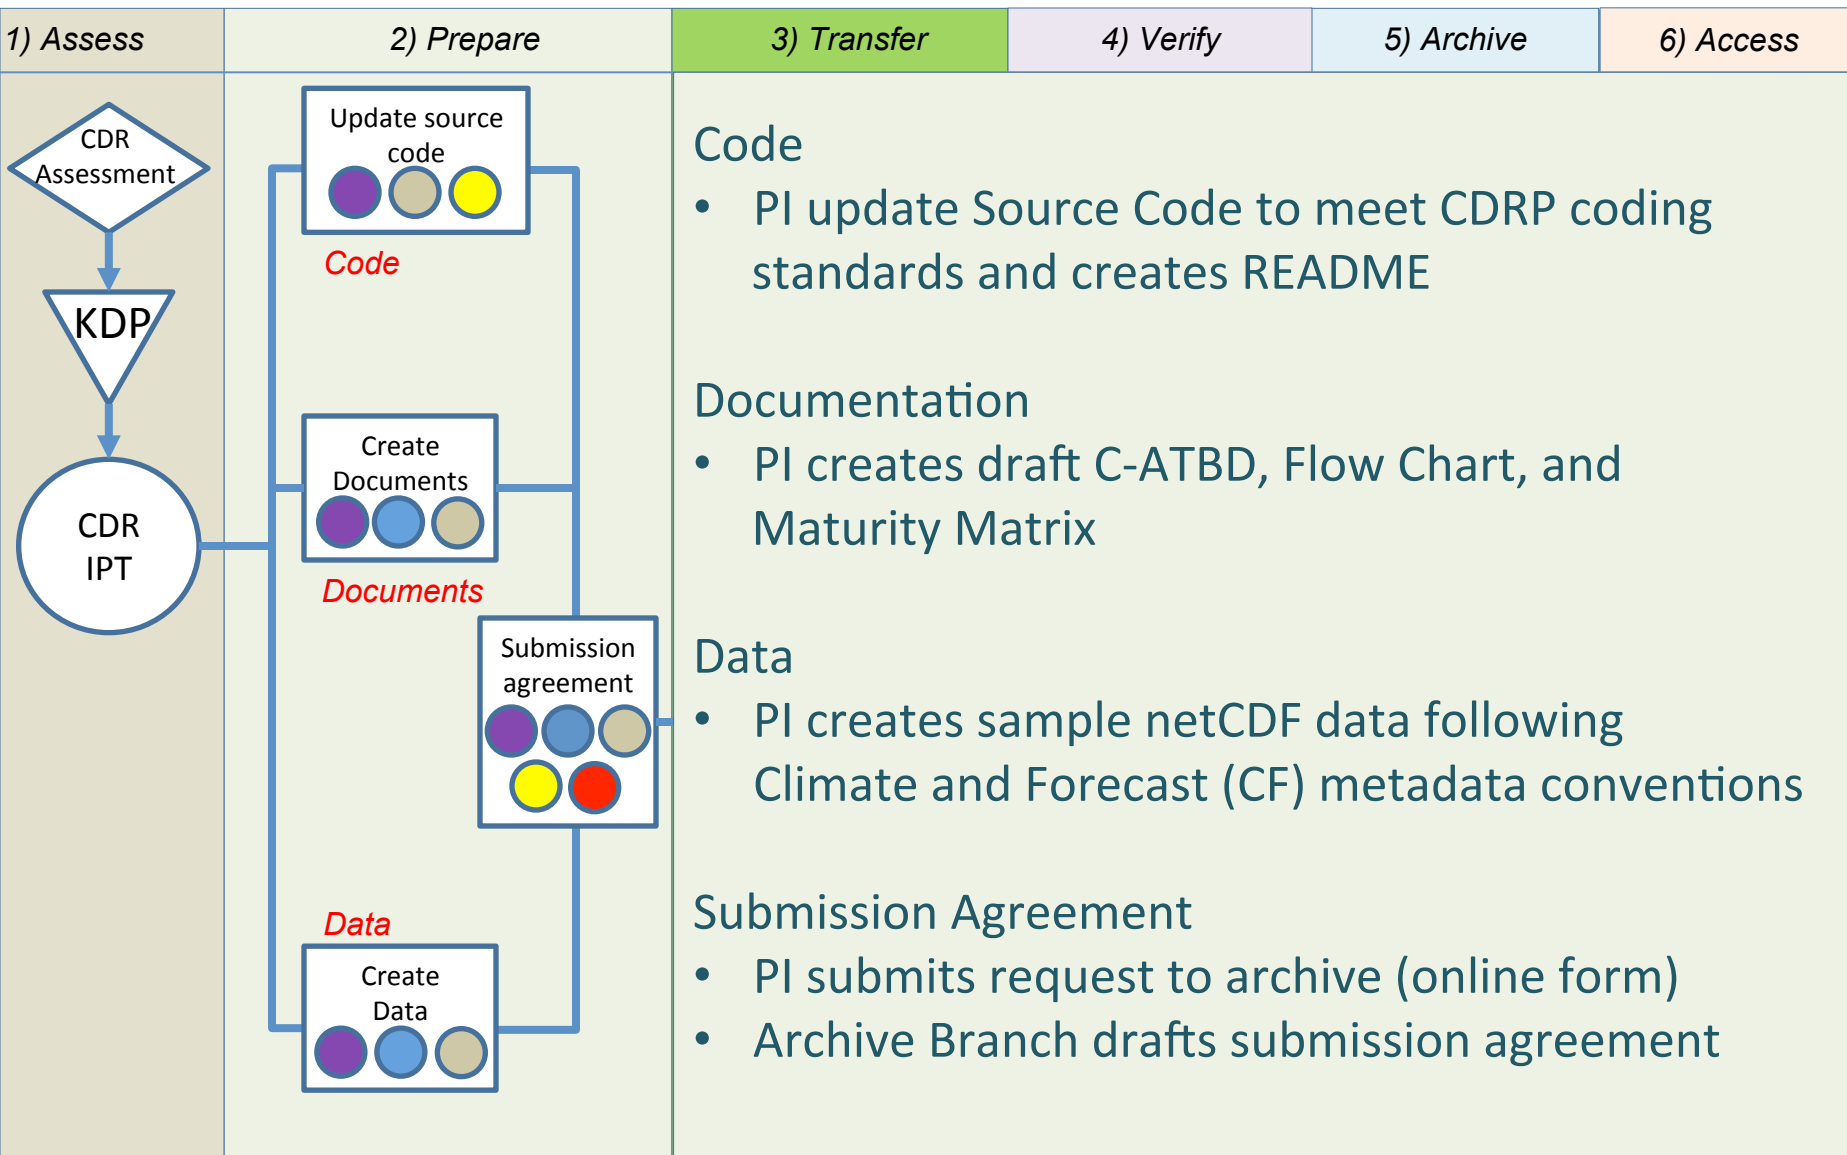 1) Assess
2) Prepare
3) Transfer
4) Verify
5) Archive
6) Access
CDR
Assessment
KDP
CDR
IPT
Update source
code
Code
Create
Documents
Documents
Submission
agreement
Data
Create
Data
Code
• PI update Source Code to meet CDRP coding
standards and creates README
Documentation
• PI creates draft C-ATBD, Flow Chart, and
Maturity Matrix
Data
• PI creates sample netCDF data following
Climate and Forecast (CF) metadata conventions
Submission Agreement
• PI submits request to archive (online form)
• Archive Branch drafts submission agreement